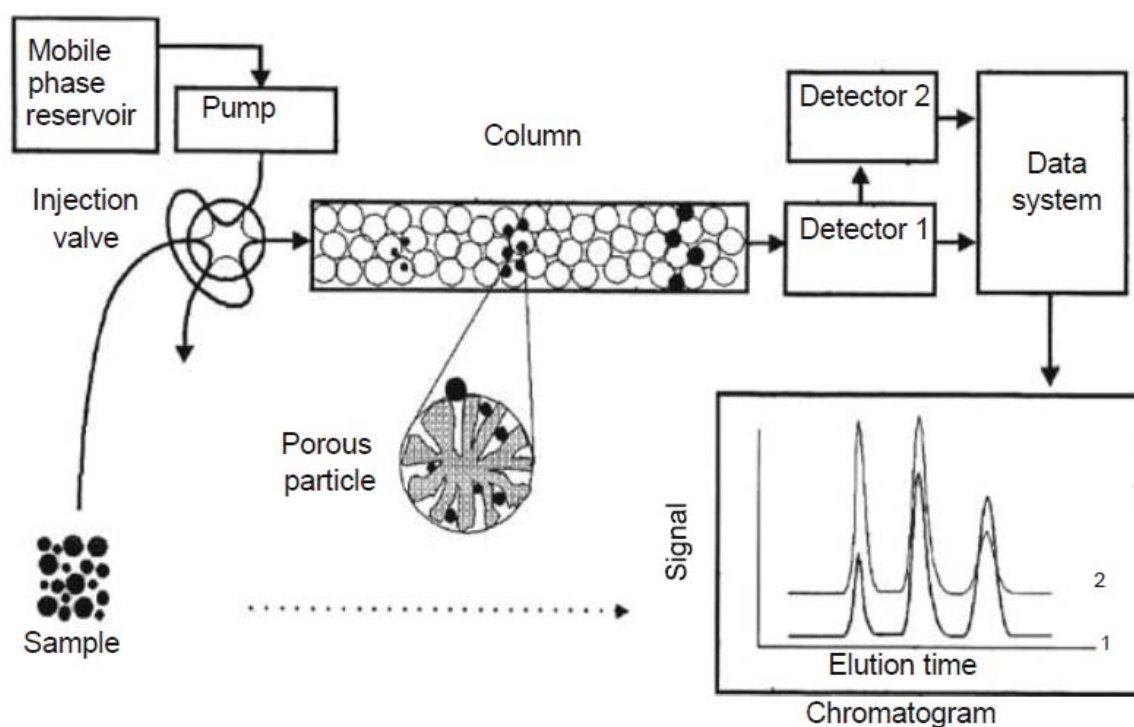 Mobile
phase
reservoir
Pump
Injection
valve
Column
Detector 2
Detector 1
Data
system
Porous
particle
Sample
Signal
2
1
Elution time
Chromatogram